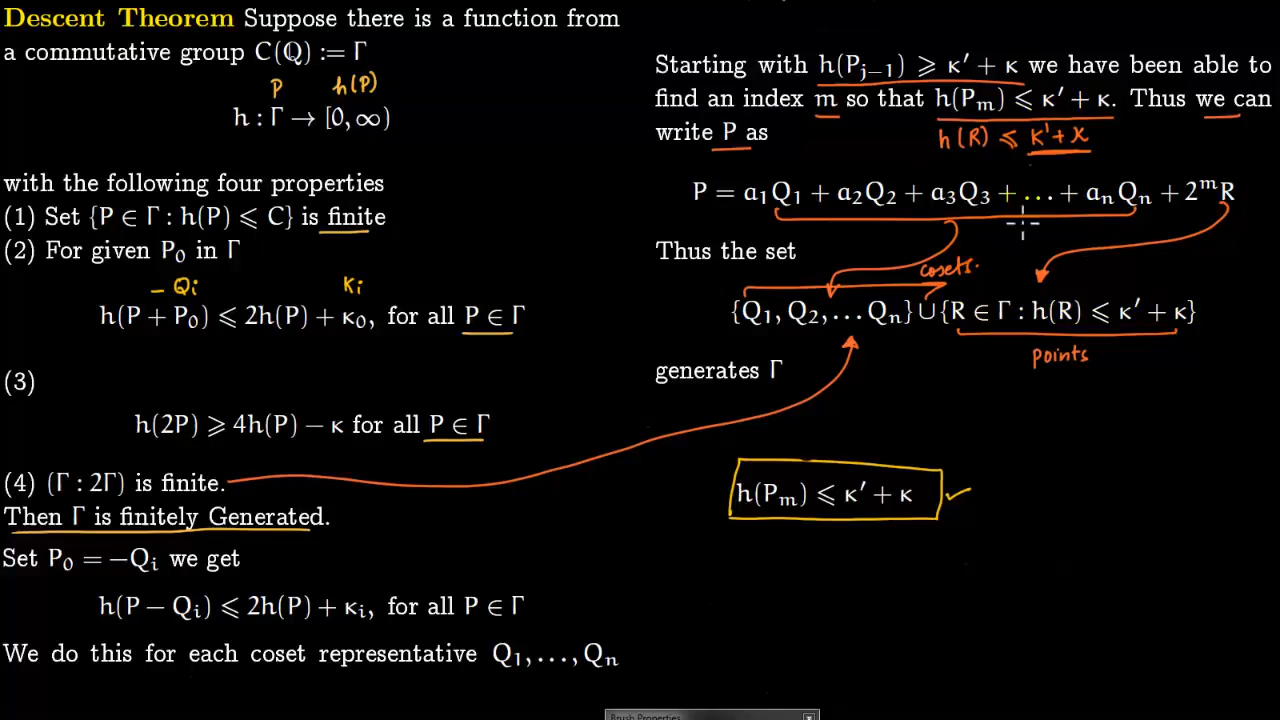 Descent Theorem Suppose there is a function from
a commutative group C(ℚ) := Γ
P h(P)
h : Γ → [0, ∞)
with the following four properties
(1) Set {P ∈ Γ : h(P) ⩽ C} is finite
(2) For given P₀ in Γ
− Qi κi
h(P + P₀) ⩽ 2h(P) + κ₀, for all P ∈ Γ
(3)
h(2P) ⩾ 4h(P) − κ for all P ∈ Γ
(4) (Γ : 2Γ) is finite.
Then Γ is finitely Generated.
Set P₀ = −Qᵢ we get
h(P − Qᵢ) ⩽ 2h(P) + κᵢ, for all P ∈ Γ
We do this for each coset representative Q₁, . . . , Qₙ
Starting with h(Pⱼ₋₁) ⩾ κ′ + κ we have been able to
find an index m so that h(Pₘ) ⩽ κ′ + κ. Thus we can
write P as
h(R) ⩽ κ'+κ
P = a₁Q₁ + a₂Q₂ + a₃Q₃ + . . . + aₙQₙ + 2ᵐR
Thus the set
cosets.
{Q₁, Q₂, . . . Qₙ} ∪ {R ∈ Γ : h(R) ⩽ κ′ + κ}
points
generates Γ
h(Pₘ) ⩽ κ′ + κ
Brush Properties